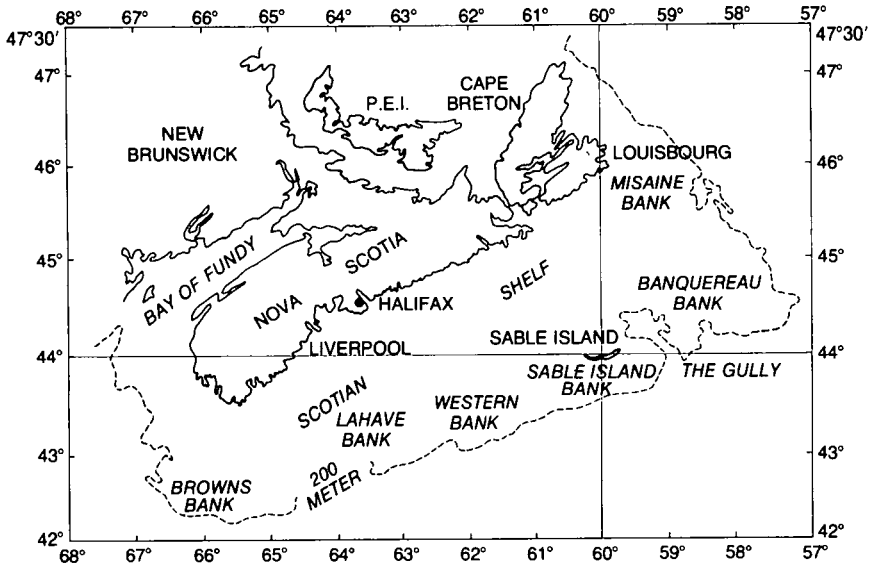 68° 67° 66° 65° 64° 63° 62° 61° 60° 59° 58° 57°
47°30′ 47°30′
47° 47°
CAPE
BRETON
P.E.I.
NEW
BRUNSWICK
LOUISBOURG
46° 46°
MISAINE
BANK
45° 45°
BAY OF FUNDY
SCOTIA
SHELF
BANQUEREAU
BANK
NOVA
HALIFAX
SABLE ISLAND
LIVERPOOL
44° 44°
THE GULLY
SABLE ISLAND
BANK
SCOTIAN
WESTERN
BANK
LAHAVE
BANK
43° 43°
200
METER
BROWNS
BANK
42° 42°
68° 67° 66° 65° 64° 63° 62° 61° 60° 59° 58° 57°